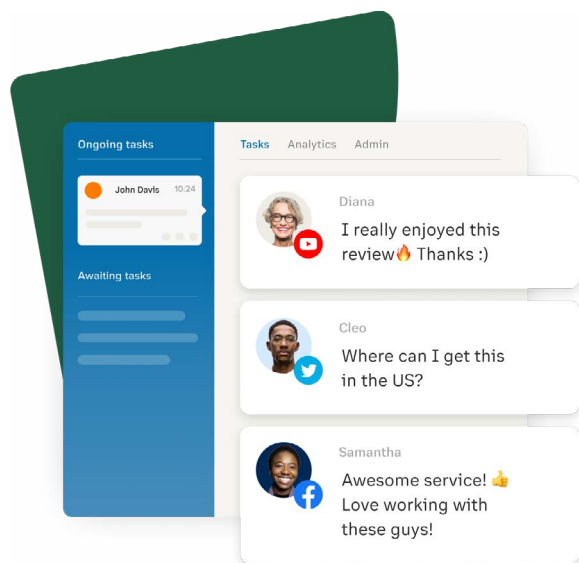 Ongoing tasks
John Davis 10:24
Awaiting tasks
Tasks Analytics Admin
Diana
I really enjoyed this
review🔥 Thanks :)
Cleo
Where can I get this
in the US?
Samantha
Awesome service! 👍
Love working with
these guys!